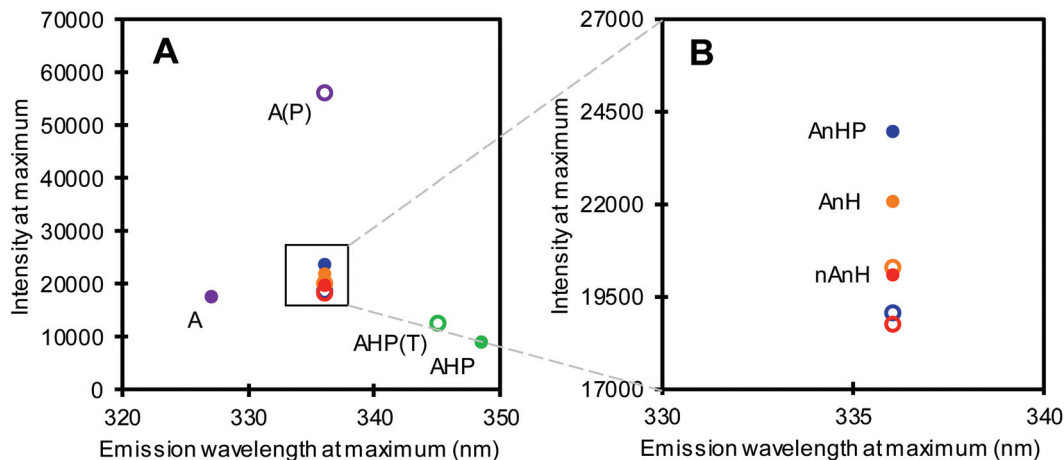 A
Intensity at maximum
70000
60000
50000
40000
30000
20000
10000
0
A(P)
A
AHP(T)
AHP
320
330
340
350
Emission wavelength at maximum (nm)
B
Intensity at maximum
27000
24500
22000
19500
17000
AnHP
AnH
nAnH
330
335
340
Emission wavelength at maximum (nm)